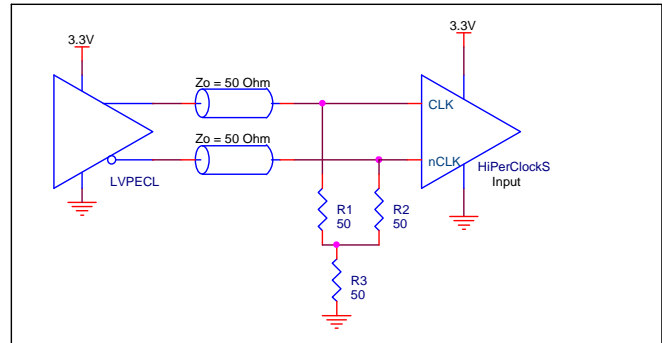 3.3V
3.3V
Zo = 50 Ohm
CLK
Zo = 50 Ohm
nCLK
HiPerClockS
Input
LVPECL
R1
50
R2
50
R3
50